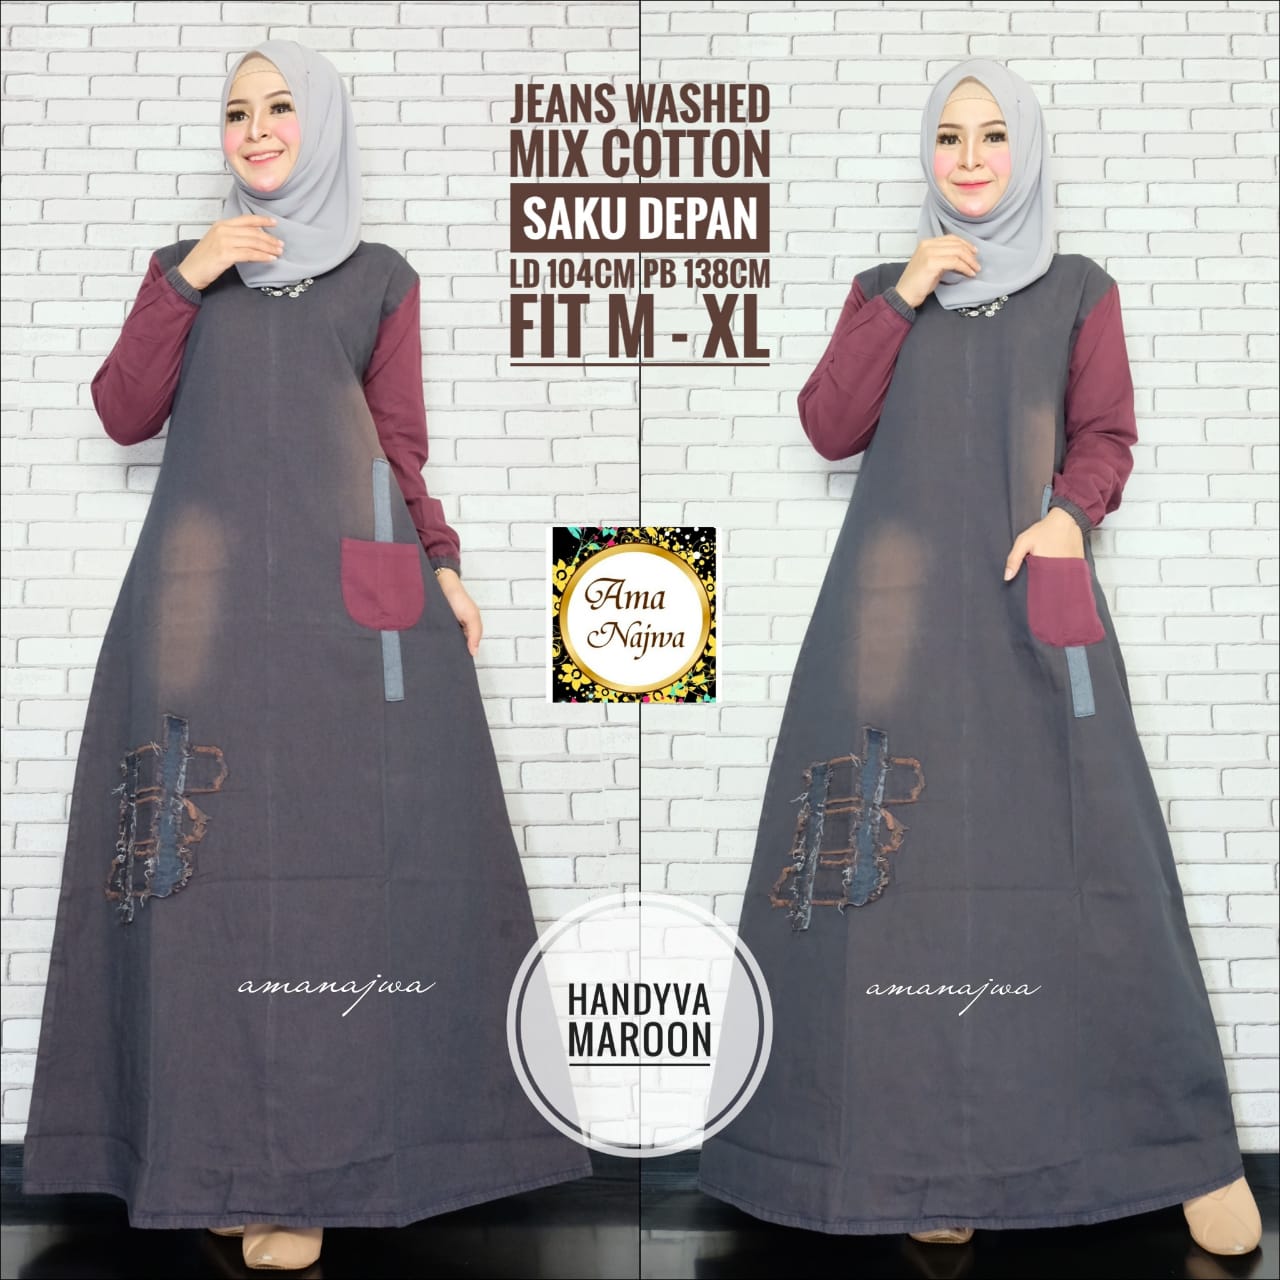 JEANS WASHED
MIX COTTON
SAKU DEPAN
LD 104CM PB 138CM
FIT M - XL
Ama
Najwa
amanajwa
amanajwa
HANDYVA
MAROON